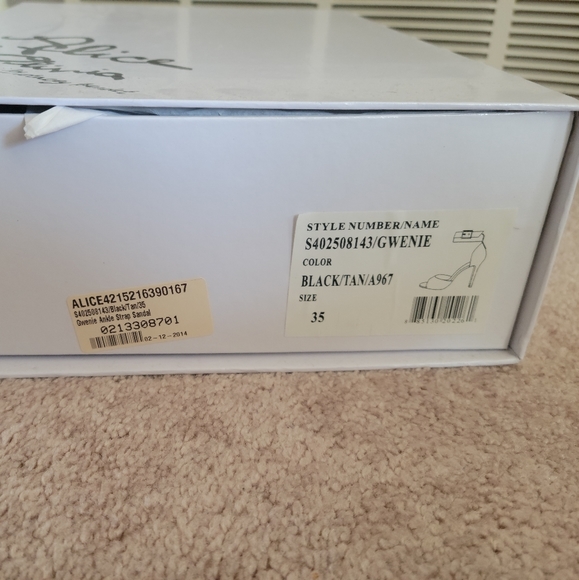 Alice
STYLE NUMBER/NAME
S402508143/GWENIE
COLOR
BLACK/TAN/A967
SIZE
35
ALICE4215216390167
S402508143/Black/Tan/35
Gwenie Ankle Strap Sandal
0213308701
02-12-2014